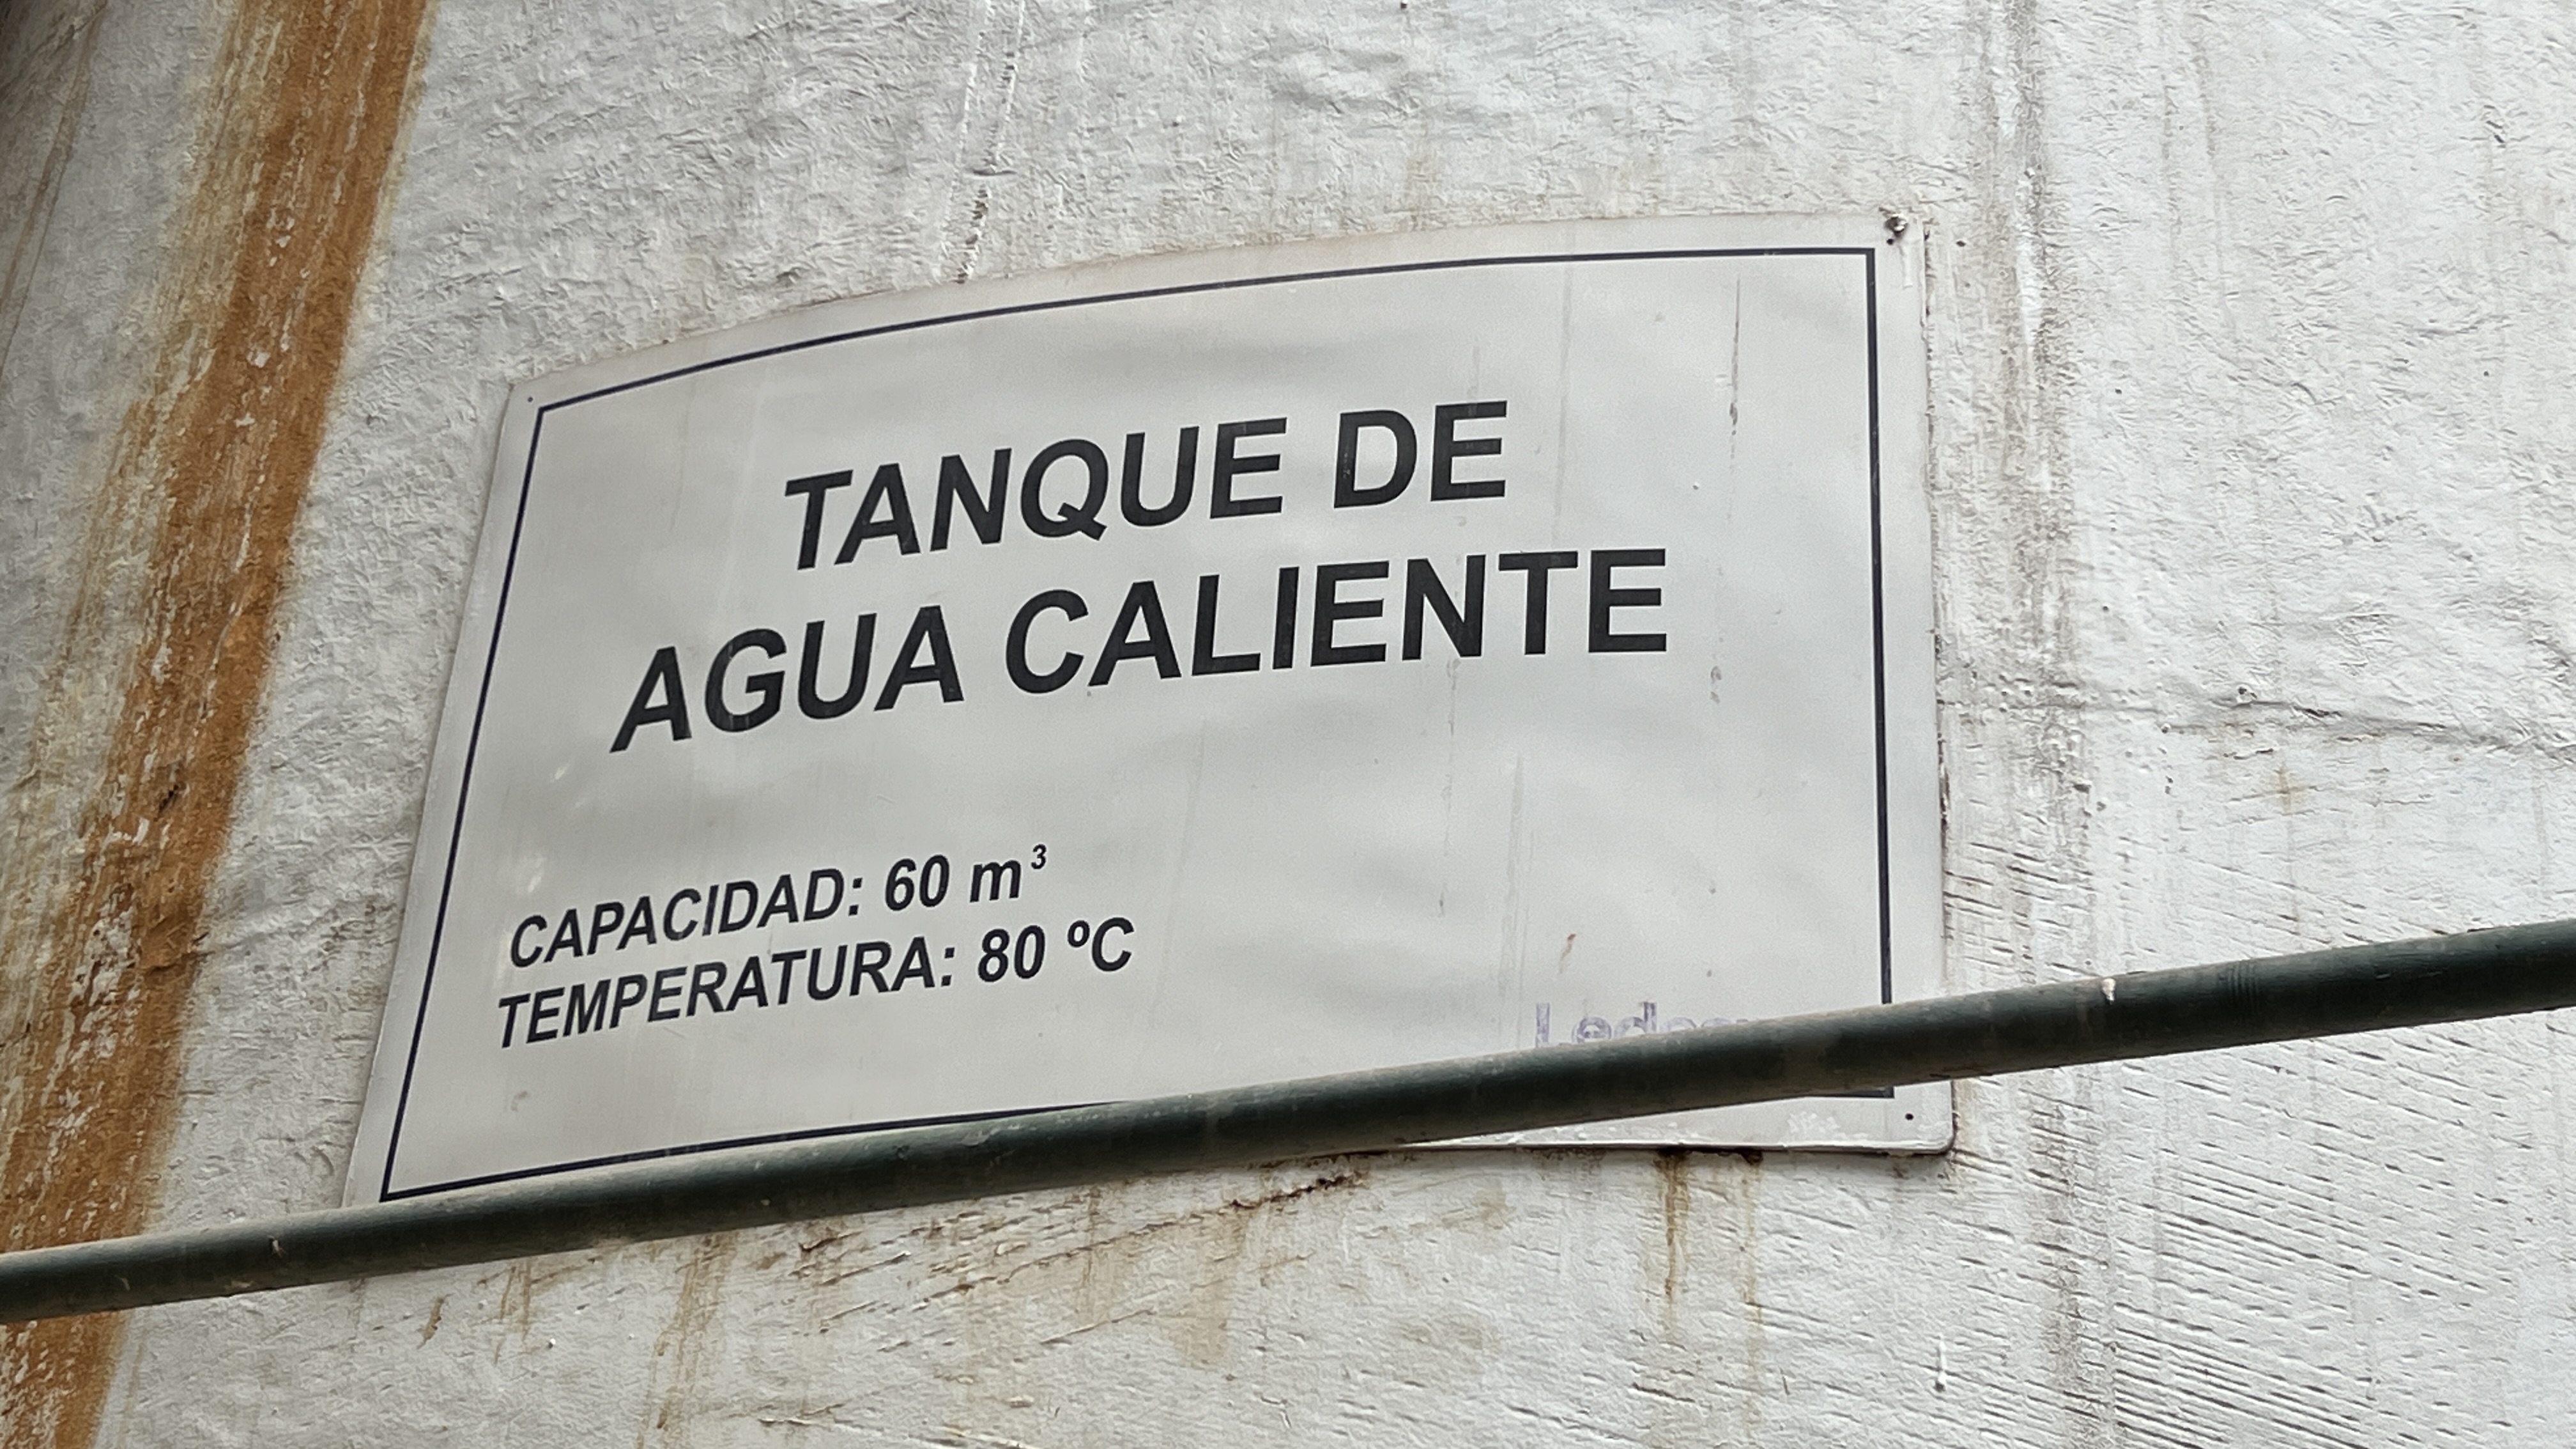 TANQUE DE
AGUA CALIENTE
CAPACIDAD: 60 m³
TEMPERATURA: 80 ºC